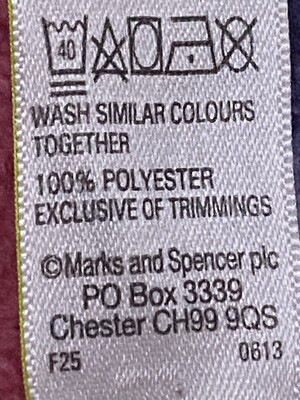 40
WASH SIMILAR COLOURS
TOGETHER
100% POLYESTER
EXCLUSIVE OF TRIMMINGS
©Marks and Spencer plc
PO Box 3339
Chester CH99 9QS
F25 0613